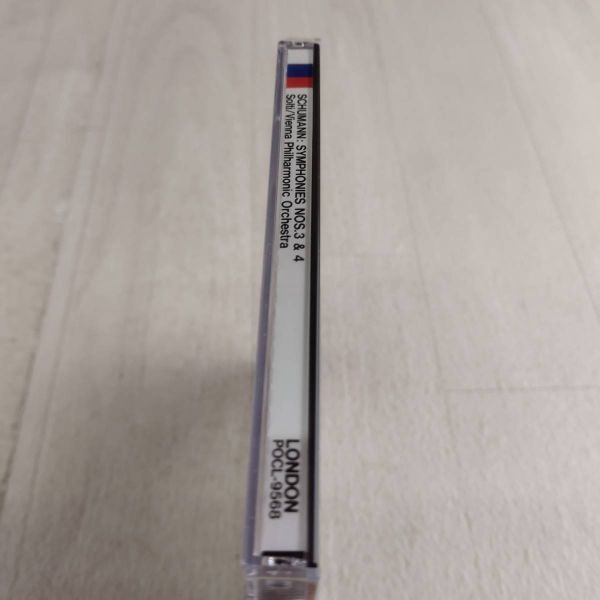 SCHUMANN: SYMPHONIES NOS.3 & 4
Solti/Vienna Philharmonic Orchestra
LONDON
POCL-9568